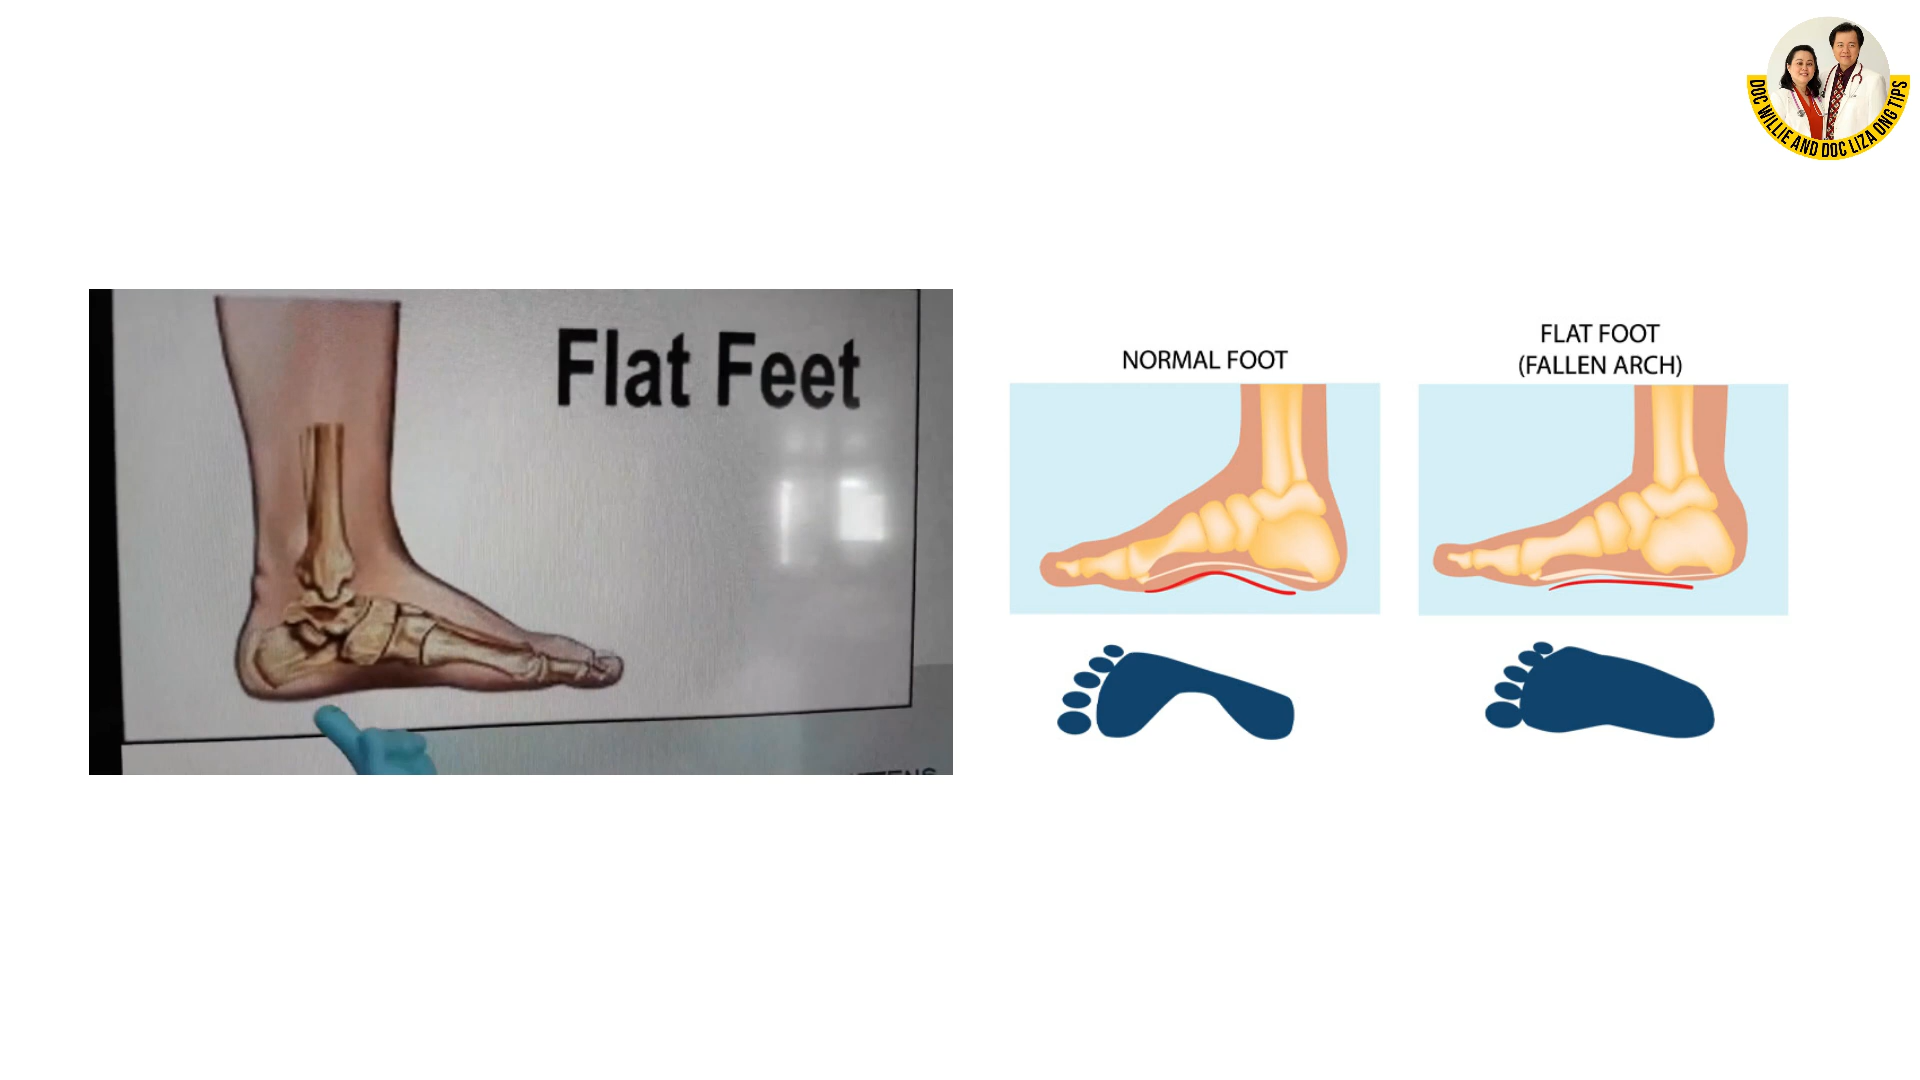 DOC WILLIE AND DOC LIZA ONG TIPS
Flat Feet
NORMAL FOOT
FLAT FOOT
(FALLEN ARCH)